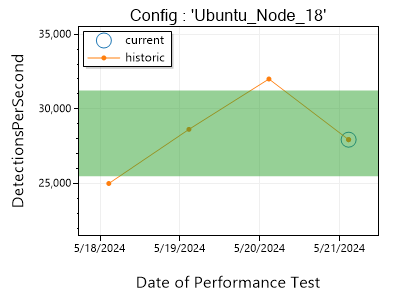 Config : 'Ubuntu_Node_18'
current
historic
35,000
30,000
25,000
DetectionsPerSecond
5/18/2024
5/19/2024
5/20/2024
5/21/2024
Date of Performance Test